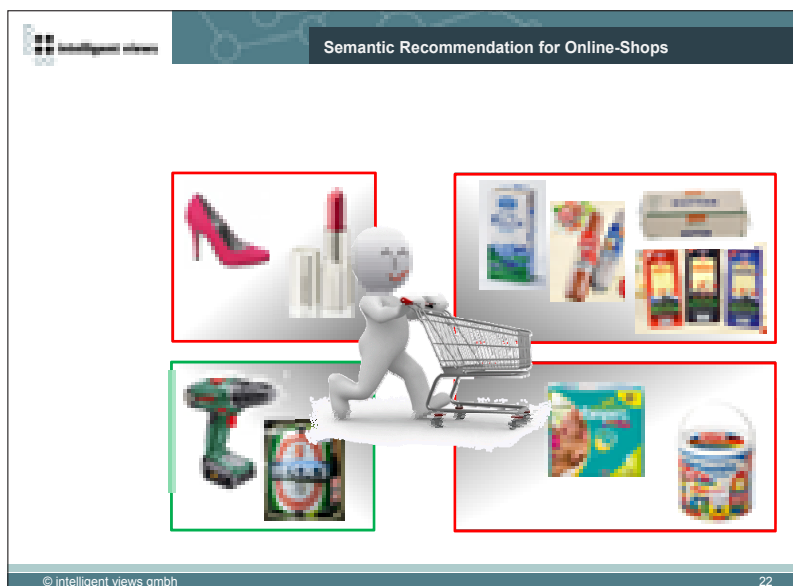 intelligent views
Semantic Recommendation for Online-Shops
© intelligent views gmbh
22